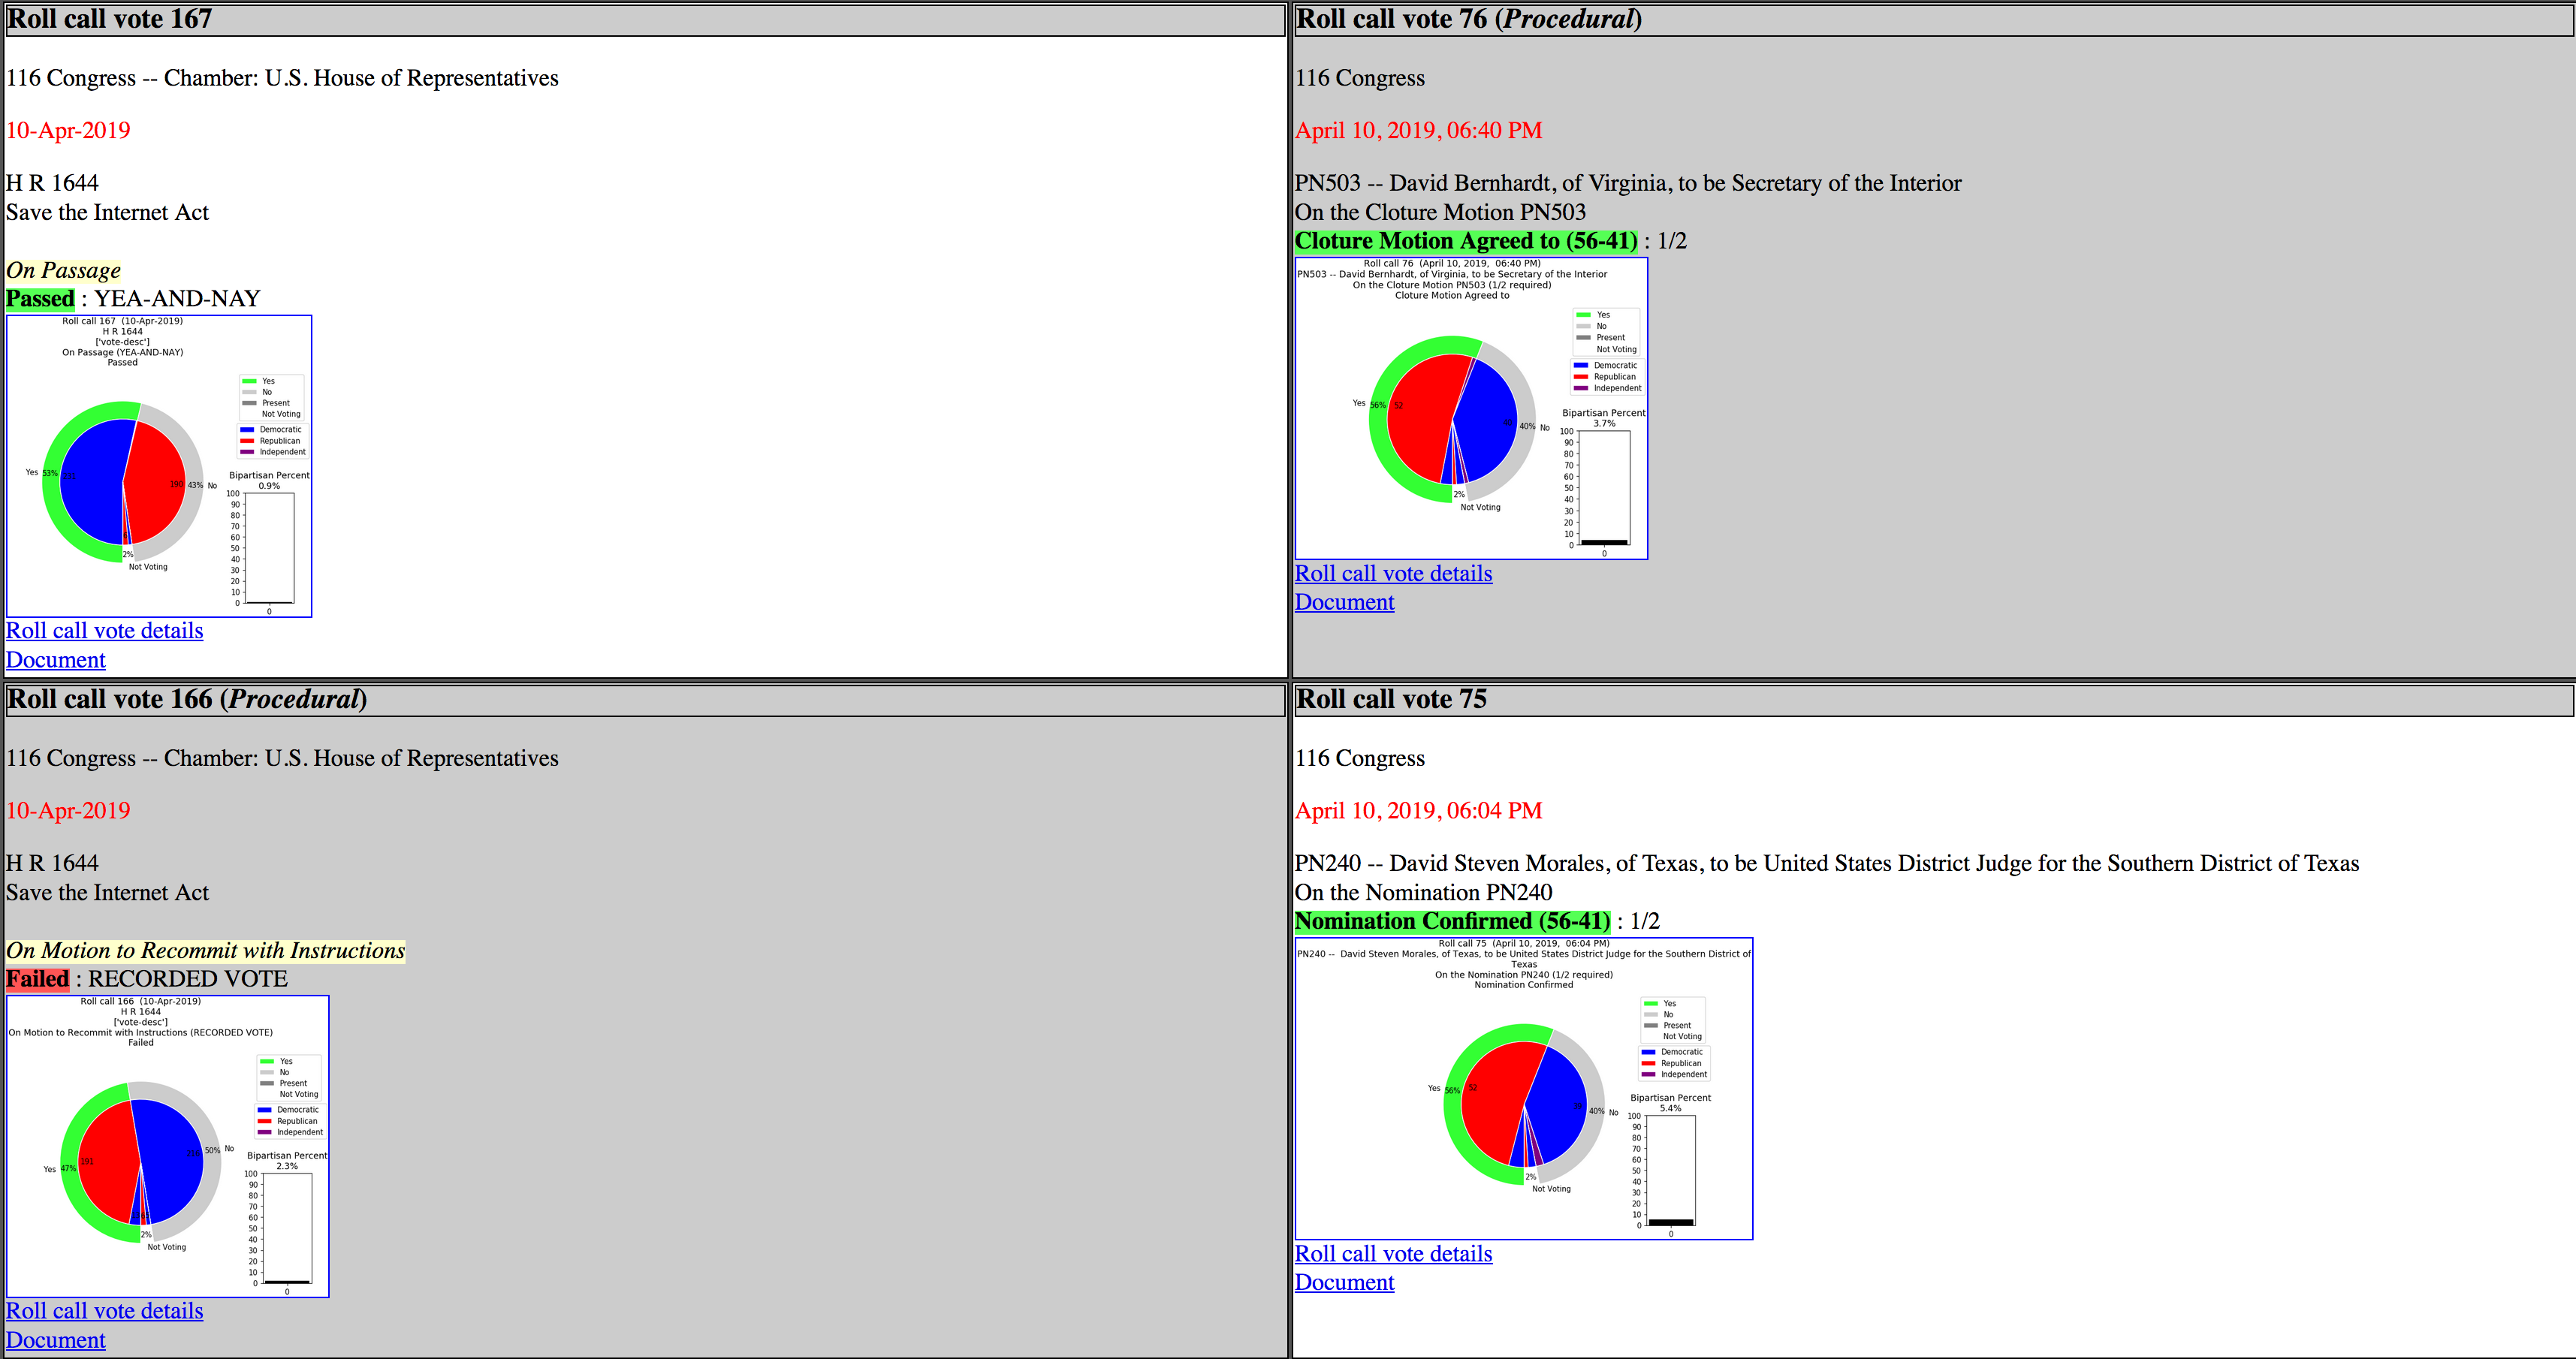 Roll call vote 167
116 Congress -- Chamber: U.S. House of Representatives
10-Apr-2019
H R 1644
Save the Internet Act
On Passage
Passed : YEA-AND-NAY
Roll call 167 (10-Apr-2019)
H R 1644
['vote-desc']
On Passage (YEA-AND-NAY)
Passed
Yes
No
Present
Not Voting
Democratic
Republican
Independent
Yes 53% 231
190 43% No
2%
Not Voting
Bipartisan Percent
0.9%
100
90
80
70
60
50
40
30
20
10
0
0
Roll call vote details
Document
Roll call vote 76 (Procedural)
116 Congress
April 10, 2019, 06:40 PM
PN503 -- David Bernhardt, of Virginia, to be Secretary of the Interior
On the Cloture Motion PN503
Cloture Motion Agreed to (56-41) : 1/2
Roll call 76 (April 10, 2019, 06:40 PM)
PN503 -- David Bernhardt, of Virginia, to be Secretary of the Interior
On the Cloture Motion PN503 (1/2 required)
Cloture Motion Agreed to
Yes
No
Present
Not Voting
Democratic
Republican
Independent
Yes 56% 52
40 40% No
2%
Not Voting
Bipartisan Percent
3.7%
100
90
80
70
60
50
40
30
20
10
0
0
Roll call vote details
Document
Roll call vote 166 (Procedural)
116 Congress -- Chamber: U.S. House of Representatives
10-Apr-2019
H R 1644
Save the Internet Act
On Motion to Recommit with Instructions
Failed : RECORDED VOTE
Roll call 166 (10-Apr-2019)
H R 1644
['vote-desc']
On Motion to Recommit with Instructions (RECORDED VOTE)
Failed
Yes
No
Present
Not Voting
Democratic
Republican
Independent
Yes 47% 191
50% No
2%
Not Voting
Bipartisan Percent
2.3%
100
90
80
70
60
50
40
30
20
10
0
0
Roll call vote details
Document
Roll call vote 75
116 Congress
April 10, 2019, 06:04 PM
PN240 -- David Steven Morales, of Texas, to be United States District Judge for the Southern District of Texas
On the Nomination PN240
Nomination Confirmed (56-41) : 1/2
Roll call 75 (April 10, 2019, 06:04 PM)
PN240 -- David Steven Morales, of Texas, to be United States District Judge for the Southern District of
Texas
On the Nomination PN240 (1/2 required)
Nomination Confirmed
Yes
No
Present
Not Voting
Democratic
Republican
Independent
Yes 56% 52
39 40% No
2%
Not Voting
Bipartisan Percent
5.4%
100
90
80
70
60
50
40
30
20
10
0
0
Roll call vote details
Document